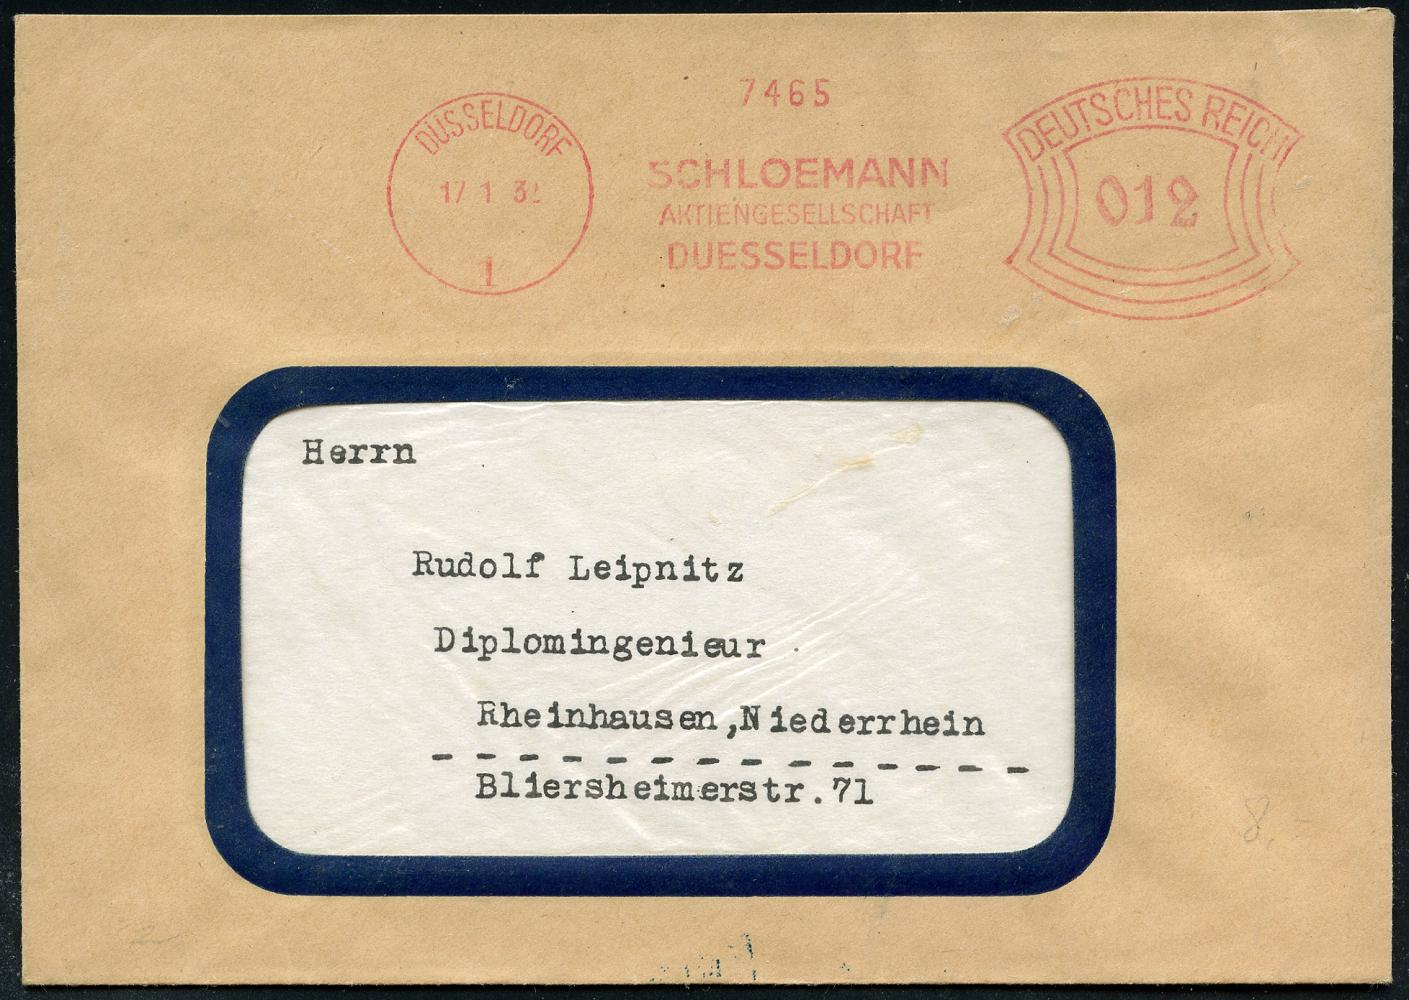 7465
DÜSSELDORF
17 1 32
1
SCHLOEMANN
AKTIENGESELLSCHAFT
DUESSELDORF
DEUTSCHES REICH
012
Herrn
Rudolf Leipnitz
Diplomingenieur
Rheinhausen,Niederrhein
Bliersheimerstr.71
8.-